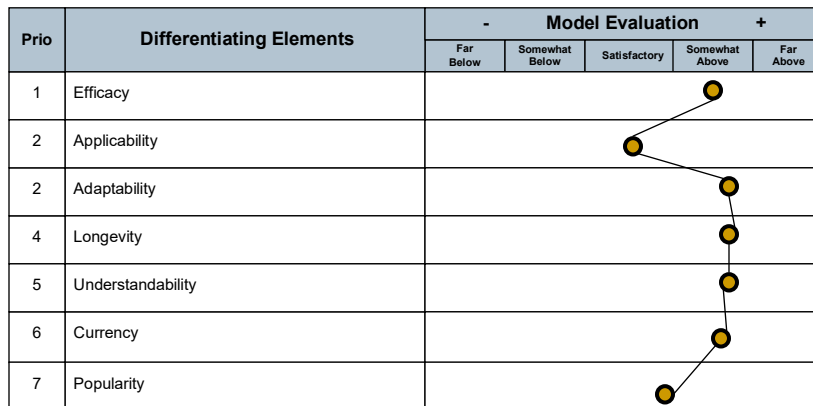 Prio
Differentiating Elements
- Model Evaluation +
Far Below
Somewhat Below
Satisfactory
Somewhat Above
Far Above
1 Efficacy
2 Applicability
2 Adaptability
4 Longevity
5 Understandability
6 Currency
7 Popularity